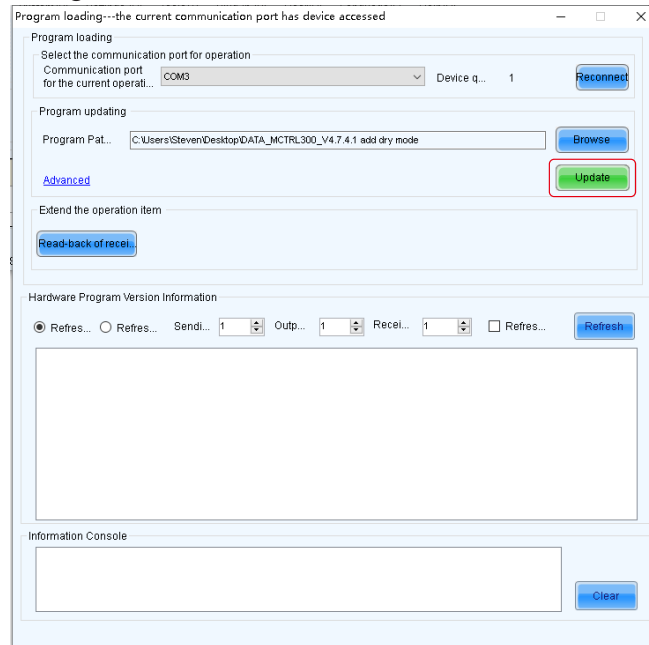 Program loading---the current communication port has device accessed
Program loading
Select the communication port for operation
Communication port
for the current operati...
COM3
Device q... 1
Reconnect
Program updating
Program Pat...
C:\Users\Steven\Desktop\DATA_MCTRL300_V4.7.4.1 add dry mode
Browse
Advanced
Update
Extend the operation item
Read-back of recei...
Hardware Program Version Information
Refres... Refres... Sendi... 1 Outp... 1 Recei... 1 Refres... Refresh
Information Console
Clear